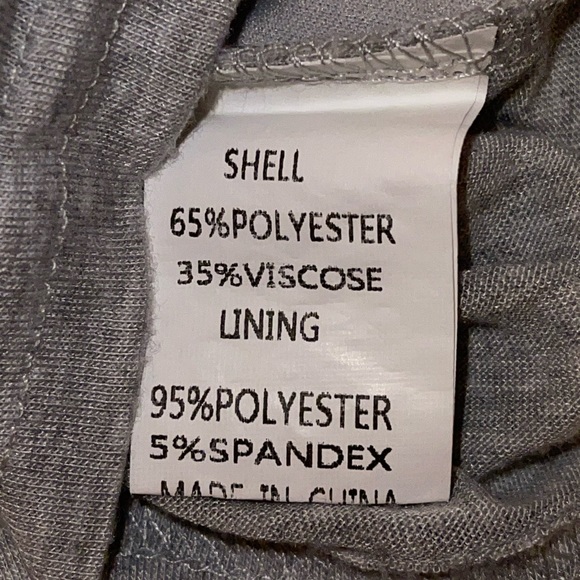 SHELL
65%POLYESTER
35%VISCOSE
LINING
95%POLYESTER
5%SPANDEX
MADE IN CHINA